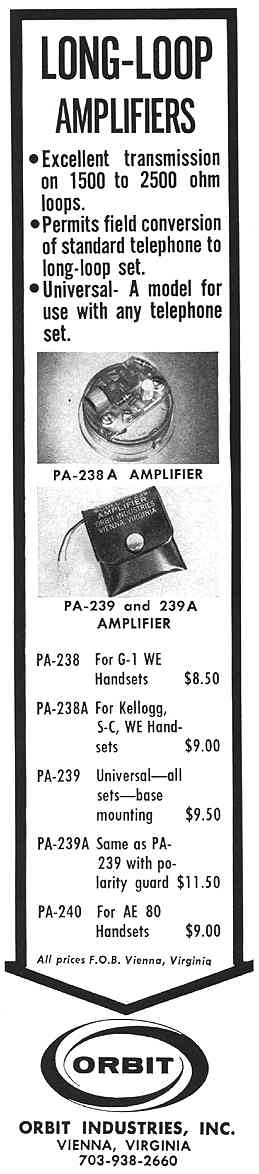 LONG-LOOP
AMPLIFIERS
•Excellent transmission
on 1500 to 2500 ohm
loops.
•Permits field conversion
of standard telephone to
long-loop set.
•Universal- A model for
use with any telephone
set.
PA-238A AMPLIFIER
AMPLIFIER
ORBIT INDUSTRIES
VIENNA, VIRGINIA
PA-239 and 239A
AMPLIFIER
PA-238 For G-1 WE
Handsets $8.50
PA-238A For Kellogg,
S-C, WE Hand-
sets $9.00
PA-239 Universal—all
sets—base
mounting $9.50
PA-239A Same as PA-
239 with po-
larity guard $11.50
PA-240 For AE 80
Handsets $9.00
All prices F.O.B. Vienna, Virginia
ORBIT
ORBIT INDUSTRIES, INC.
VIENNA, VIRGINIA
703-938-2660